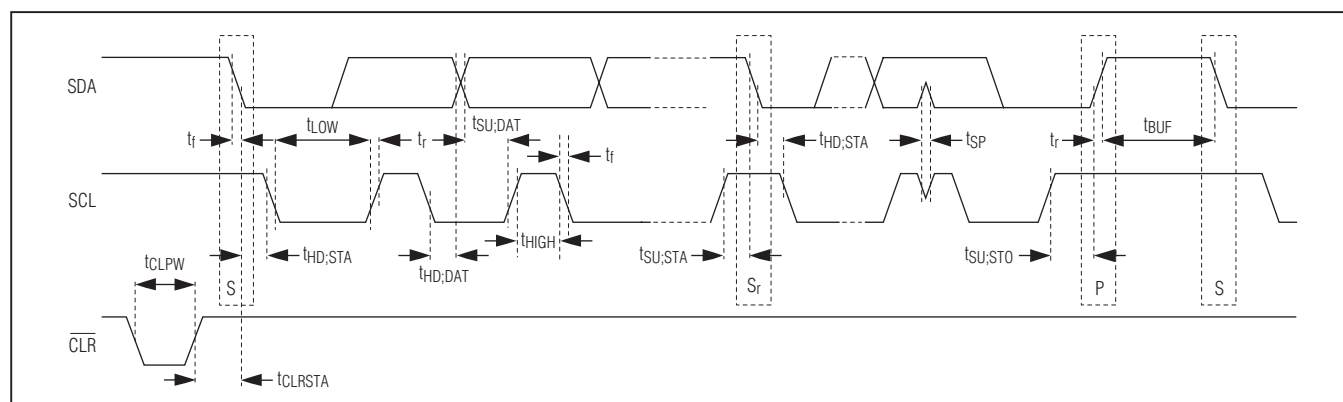 SDA
tf
tLOW
tr
tSU;DAT
tf
tHD;STA
tSP
tr
tBUF
SCL
tHD;STA
tHD;DAT
tHIGH
tSU;STA
tSU;STO
tCLPW
S
Sr
P
S
CLR
tCLRSTA